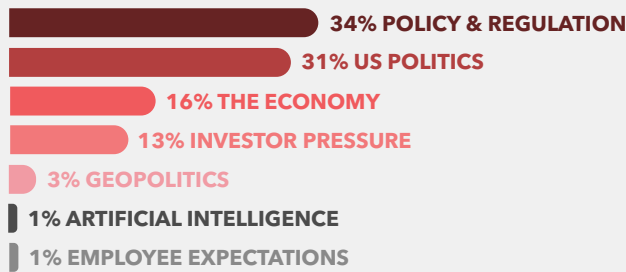 34% POLICY & REGULATION
31% US POLITICS
16% THE ECONOMY
13% INVESTOR PRESSURE
3% GEOPOLITICS
1% ARTIFICIAL INTELLIGENCE
1% EMPLOYEE EXPECTATIONS